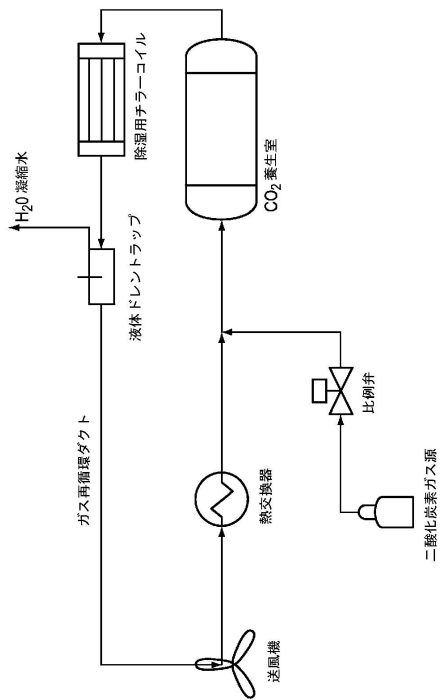 H₂O 凝縮水
除湿用チラーコイル
液体ドレントラップ
CO₂ 養生室
ガス再循環ダクト
熱交換器
比例弁
送風機
二酸化炭素ガス源